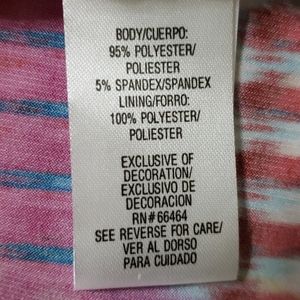 BODY/CUERPO:
95% POLYESTER/
POLIESTER
5% SPANDEX/SPANDEX
LINING/FORRO:
100% POLYESTER/
POLIESTER
EXCLUSIVE OF
DECORATION/
EXCLUSIVO DE
DECORACION
RN#66464
SEE REVERSE FOR CARE/
VER AL DORSO
PARA CUIDADO